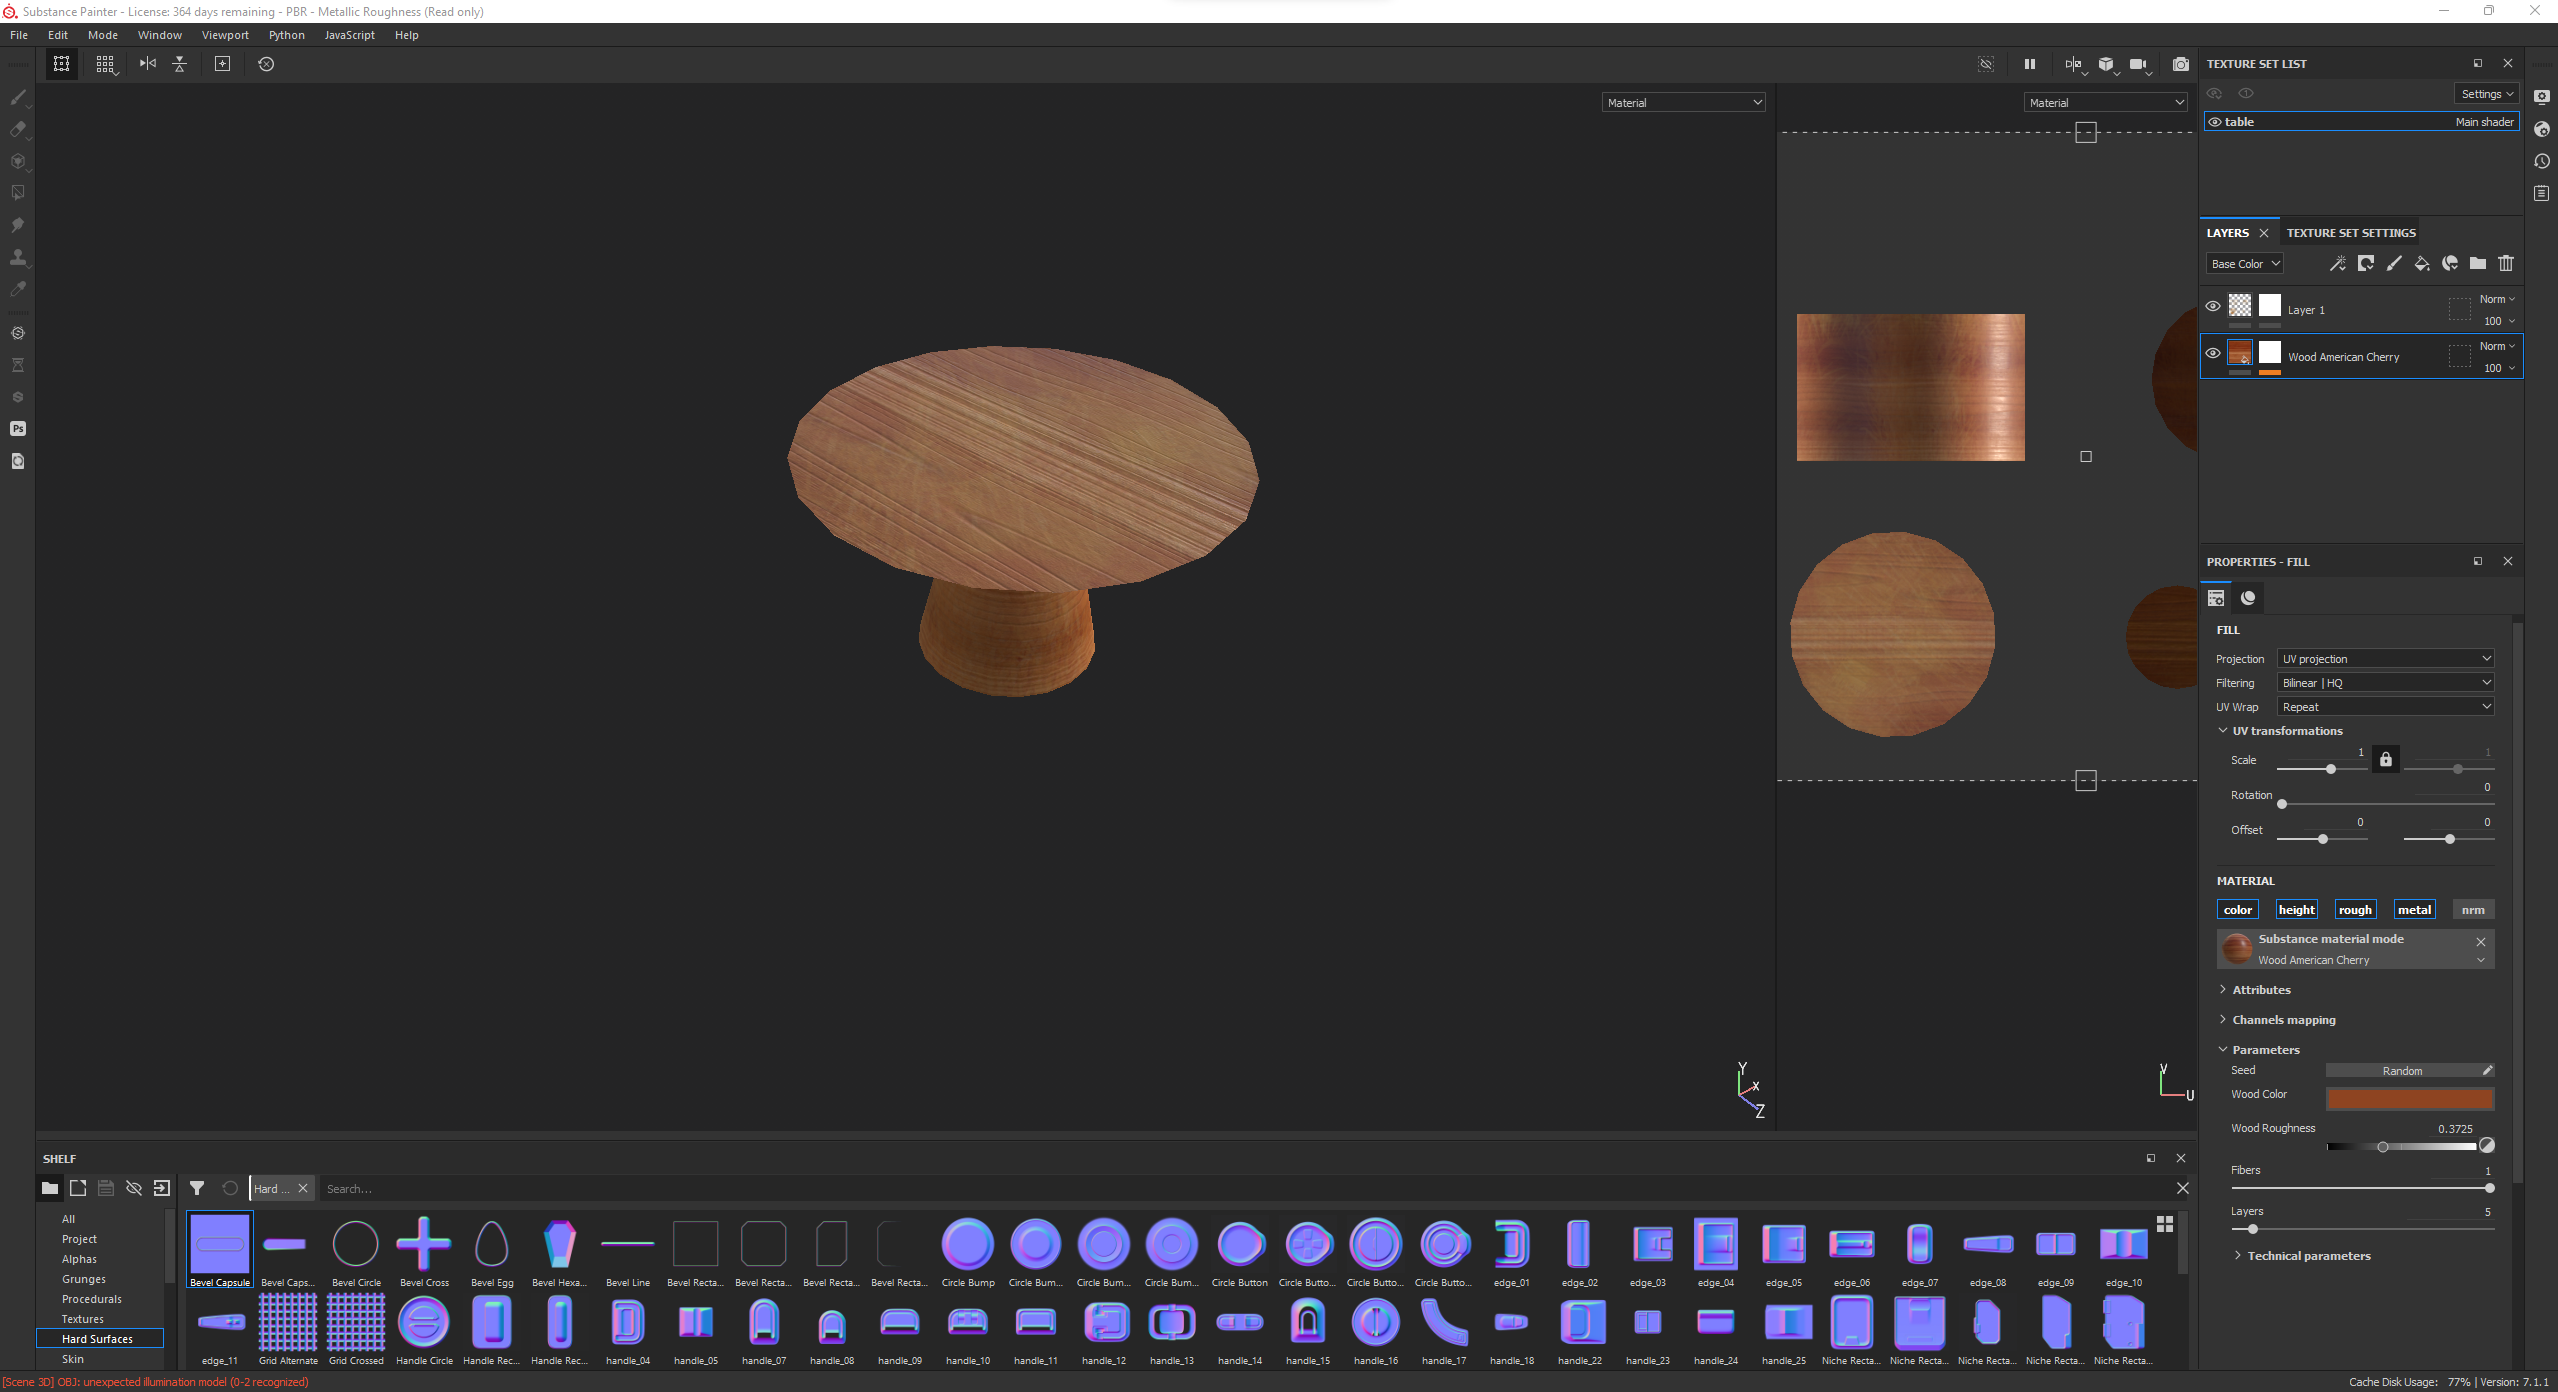 Substance Painter - License: 364 days remaining - PBR - Metallic Roughness (Read only)
File Edit Mode Window Viewport Python JavaScript Help
Material
Material
TEXTURE SET LIST
Settings
table Main shader
LAYERS
TEXTURE SET SETTINGS
Base Color
Layer 1
Norm
100
Wood American Cherry
Norm
100
PROPERTIES - FILL
FILL
Projection UV projection
Filtering Bilinear | HQ
UV Wrap Repeat
UV transformations
Scale 1 1
Rotation 0
Offset 0 0
MATERIAL
color height rough metal nrm
Substance material mode
Wood American Cherry
Attributes
Channels mapping
Parameters
Seed Random
Wood Color
Wood Roughness 0.3725
Fibers 1
Layers 5
Technical parameters
Y
X
Z
V
U
Ps
SHELF
Hard ...
Search...
All
Project
Alphas
Grunges
Procedurals
Textures
Hard Surfaces
Skin
Bevel Capsule Bevel Caps... Bevel Circle Bevel Cross Bevel Egg Bevel Hexa... Bevel Line Bevel Recta... Bevel Recta... Bevel Recta... Bevel Recta... Circle Bump Circle Bum... Circle Bum... Circle Bum... Circle Button Circle Butto... Circle Butto... Circle Butto... edge_01 edge_02 edge_03 edge_04 edge_05 edge_06 edge_07 edge_08 edge_09 edge_10
edge_11 Grid Alternate Grid Crossed Handle Circle Handle Rec... Handle Rec... handle_04 handle_05 handle_07 handle_08 handle_09 handle_10 handle_11 handle_12 handle_13 handle_14 handle_15 handle_16 handle_17 handle_18 handle_22 handle_23 handle_24 handle_25 Niche Recta... Niche Recta... Niche Recta... Niche Recta... Niche Recta...
[Scene 3D] OBJ: unexpected illumination model (0-2 recognized)
Cache Disk Usage: 77% | Version: 7.1.1